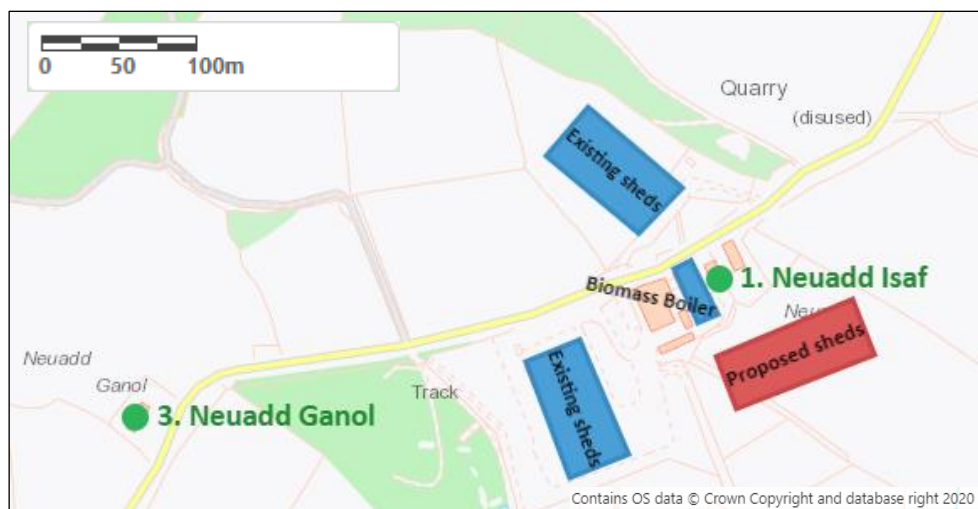 0 50 100m
Quarry
(disused)
Existing sheds
1. Neuadd Isaf
Biomass Boiler
Proposed sheds
Existing sheds
Neuadd
Ganol
Track
3. Neuadd Ganol
Contains OS data © Crown Copyright and database right 2020